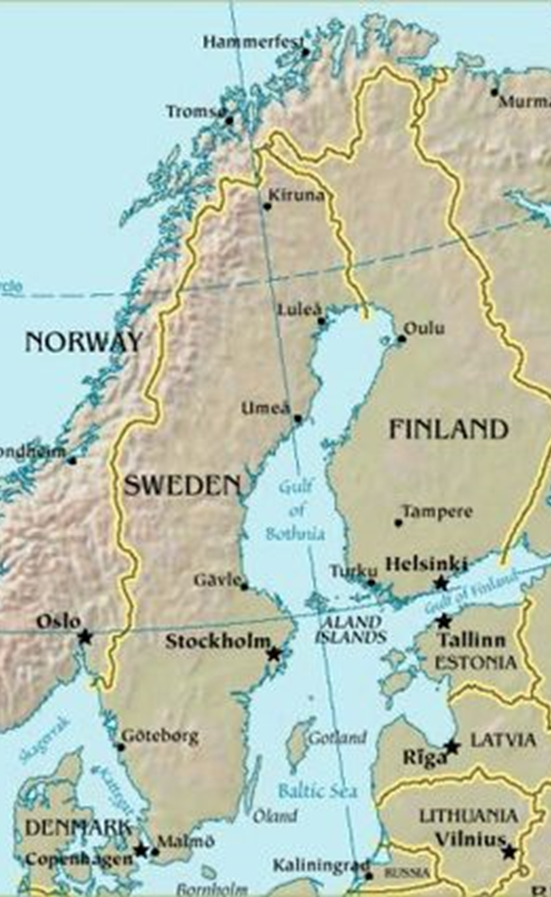 Hammerfest
Tromsø
Murm
Kiruna
Luleå
Oulu
NORWAY
Umeå
FINLAND
ondheim
SWEDEN
Gulf
of
Bothnia
Tampere
Gävle
Turku
Helsinki
Gulf of Finland
Oslo
Stockholm
ALAND
ISLANDS
Tallinn
ESTONIA
Skagerrak
Göteborg
Gotland
Rīga
LATVIA
Kattegat
Baltic Sea
Öland
DENMARK
Copenhagen
Malmö
LITHUANIA
Vilnius
Kaliningrad
RUSSIA
Bornholm